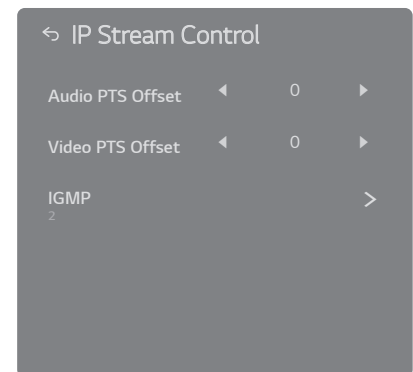 IP Stream Control
Audio PTS Offset 0
Video PTS Offset 0
IGMP
2